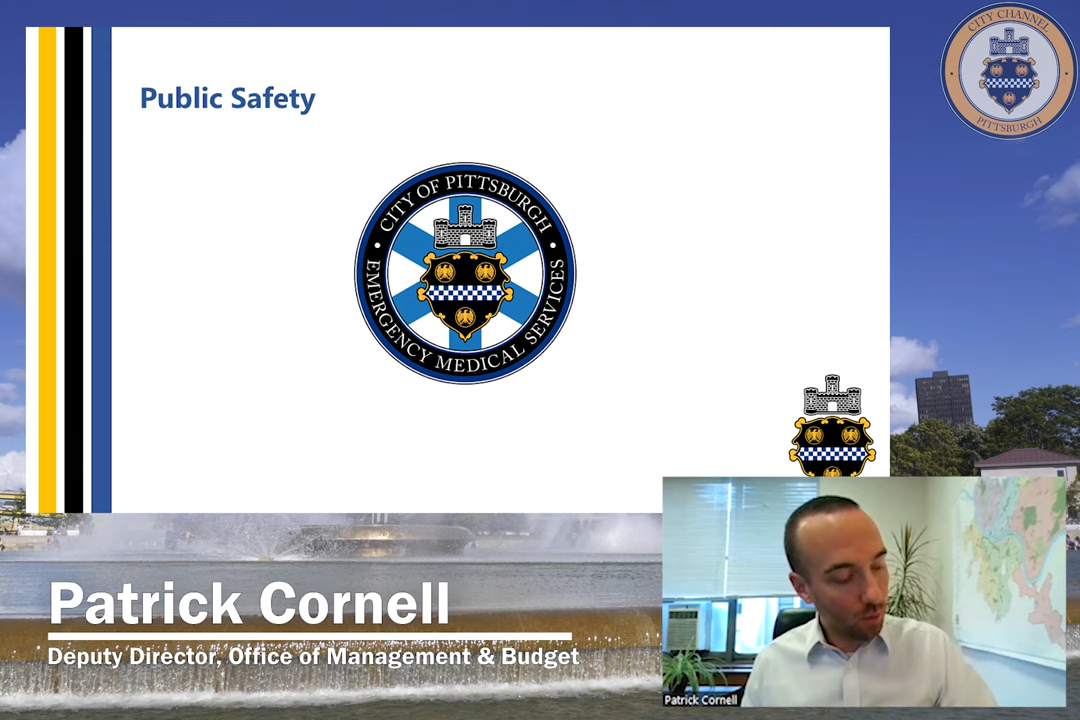 CITY CHANNEL
PITTSBURGH
Public Safety
CITY OF PITTSBURGH
EMERGENCY MEDICAL SERVICES
Patrick Cornell
Deputy Director, Office of Management & Budget
Patrick Cornell